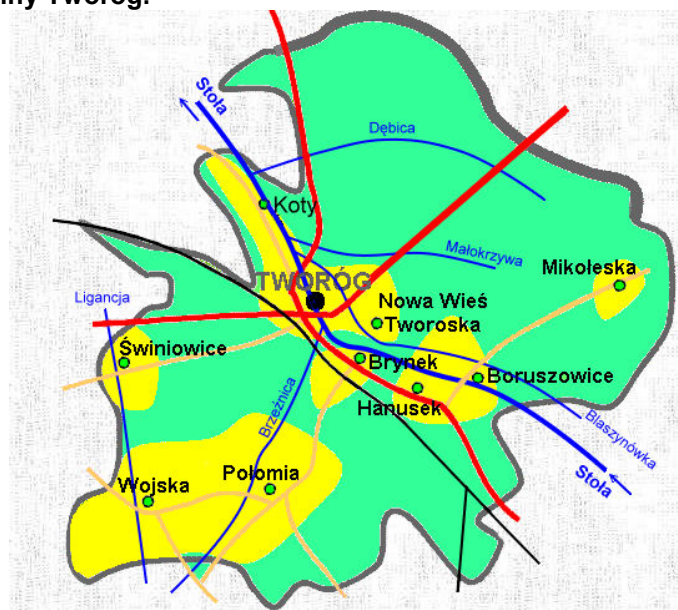 ny Tworóg.
Stoła
Dębica
Koty
Małokrzywa
Mikołeska
TWORÓG
Ligancja
Nowa Wieś
Tworoska
Świniowice
Brynek
Boruszowice
Hanusek
Brzeźnica
Blaszynówka
Stoła
Połomia
Wojska